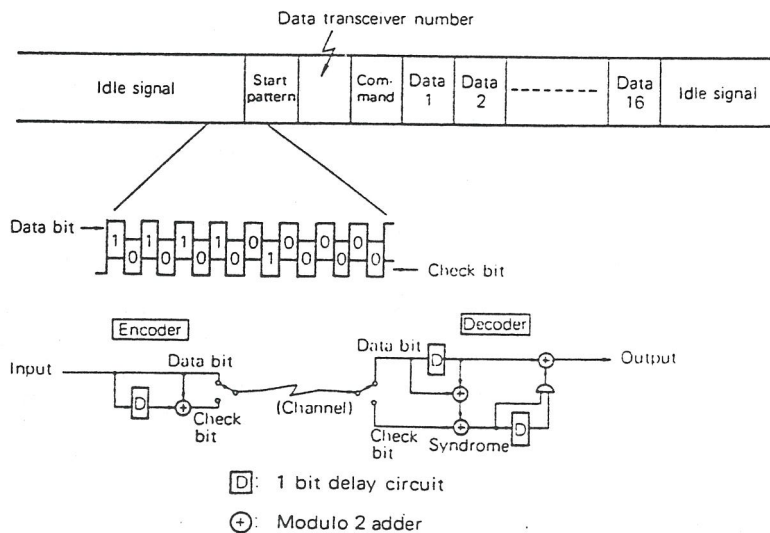 Data transceiver number
Idle signal
Start
pattern
Com-
mand
Data
1
Data
2
Data
16
Idle signal
Data bit
1 0 1 0 1 0 1 0 0 1 0 0 0 0 0 0
Check bit
Encoder
Decoder
Input
Data bit
D
+
Check
bit
(Channel)
Data bit
D
+
Output
+
Check
bit
+
Syndrome
D
D: 1 bit delay circuit
+: Modulo 2 adder